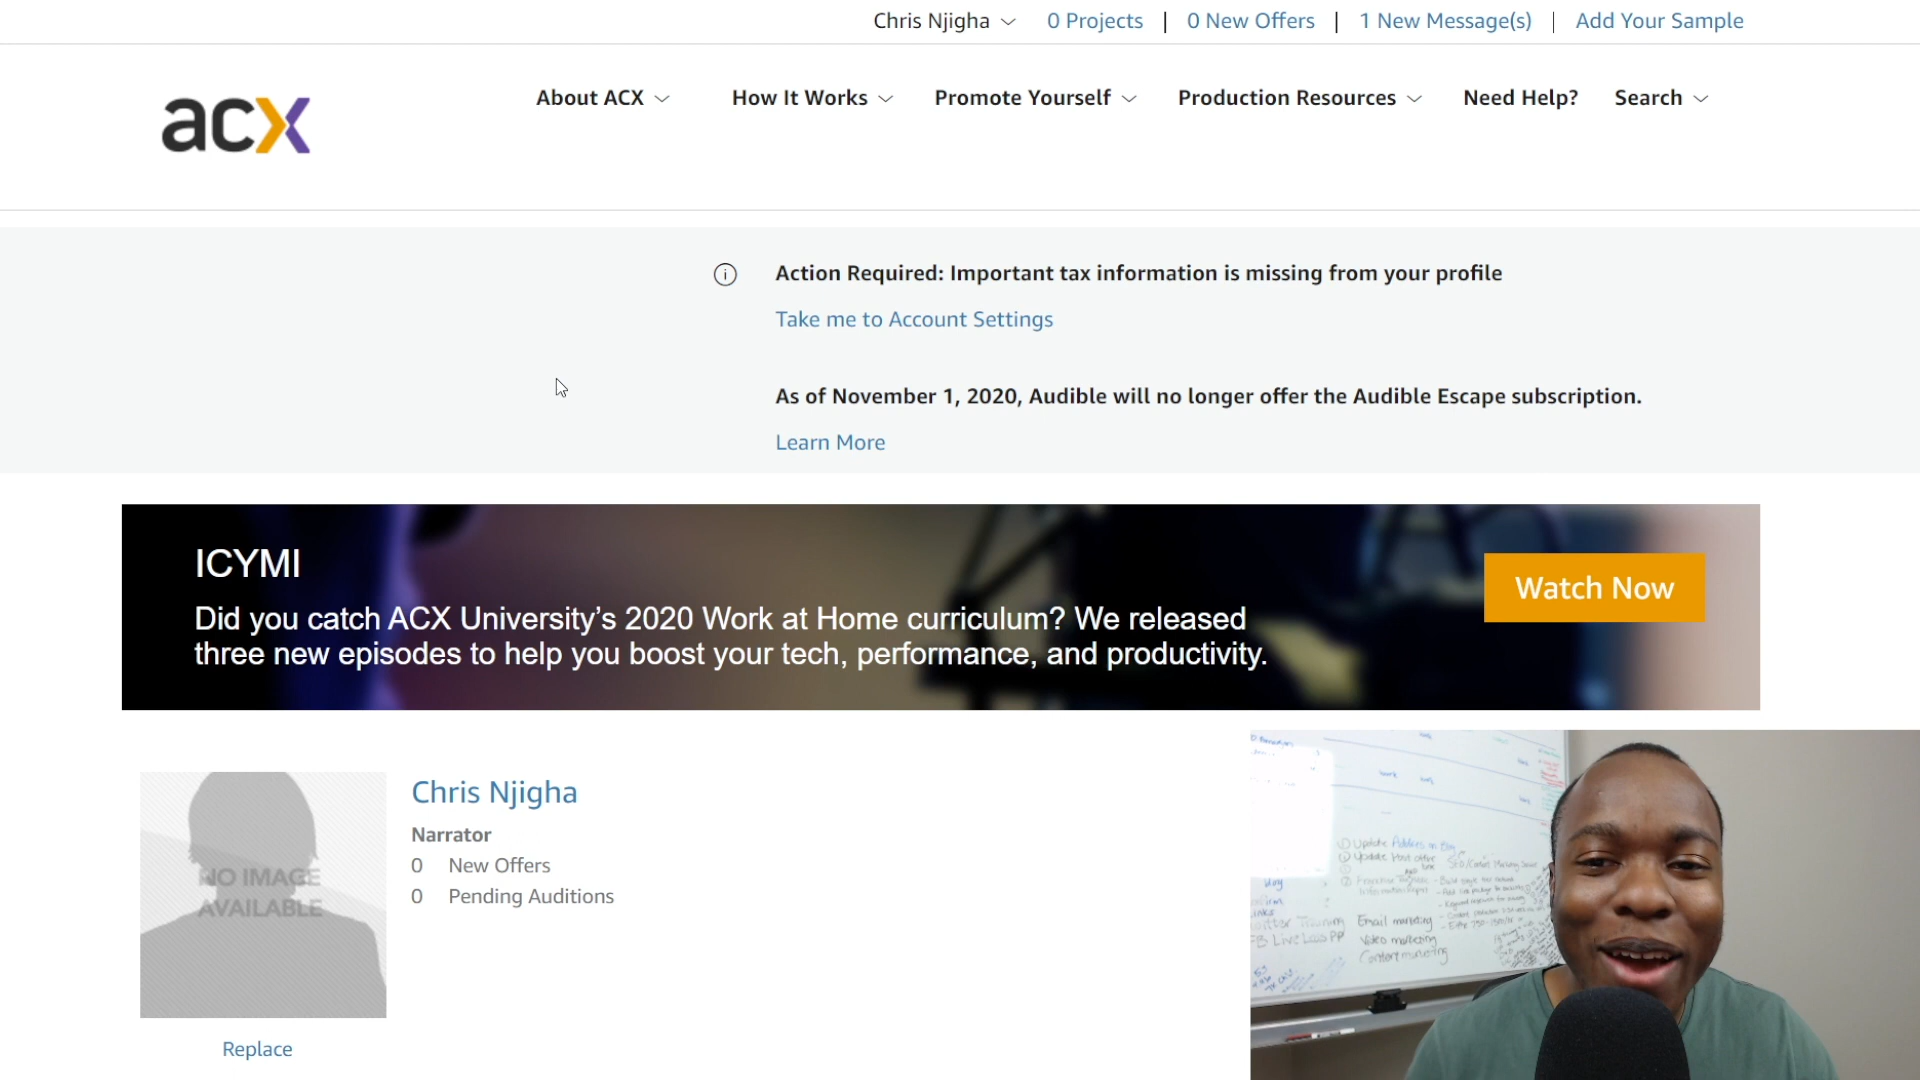 Chris Njigha 0 Projects | 0 New Offers | 1 New Message(s) | Add Your Sample
acx
About ACX How It Works Promote Yourself Production Resources Need Help? Search
Action Required: Important tax information is missing from your profile
Take me to Account Settings
As of November 1, 2020, Audible will no longer offer the Audible Escape subscription.
Learn More
ICYMI
Did you catch ACX University’s 2020 Work at Home curriculum? We released
three new episodes to help you boost your tech, performance, and productivity.
Watch Now
NO IMAGE
AVAILABLE
Replace
Chris Njigha
Narrator
0 New Offers
0 Pending Auditions
Email marketing
Video marketing
Content marketing